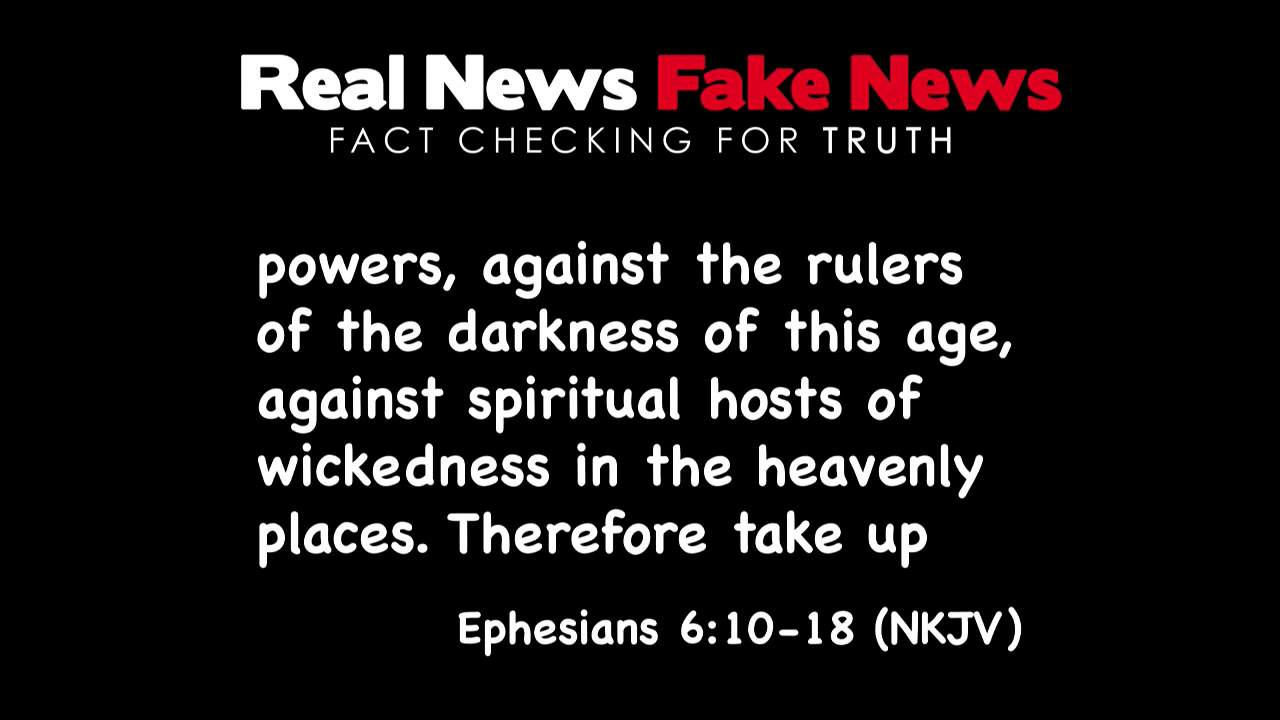 Real News Fake News
FACT CHECKING FOR TRUTH
powers, against the rulers
of the darkness of this age,
against spiritual hosts of
wickedness in the heavenly
places. Therefore take up
Ephesians 6:10-18 (NKJV)